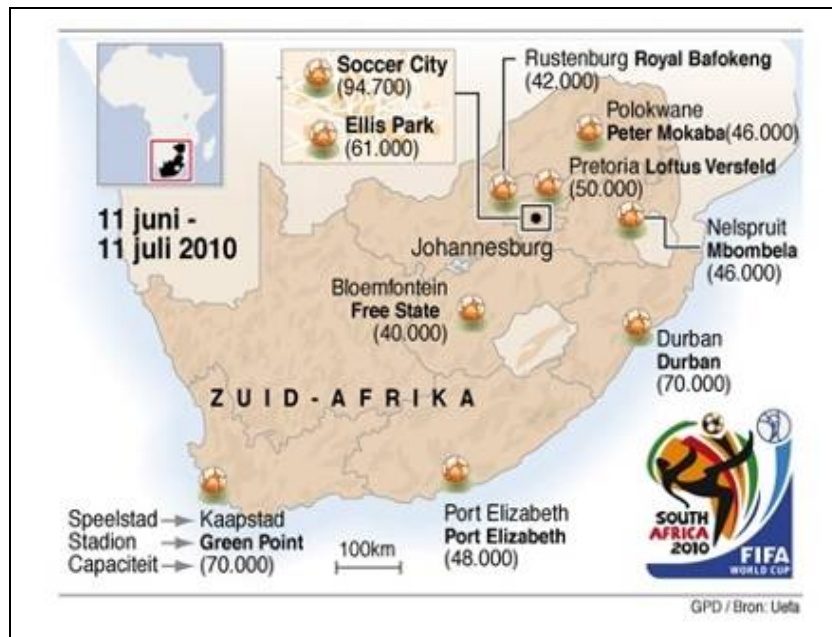 Soccer City
(94.700)
Ellis Park
(61.000)
Rustenburg Royal Bafokeng
(42.000)
Polokwane
Peter Mokaba(46.000)
Pretoria Loftus Versfeld
(50.000)
11 juni -
11 juli 2010
Johannesburg
Nelspruit
Mbombela
(46.000)
Bloemfontein
Free State
(40.000)
Durban
Durban
(70.000)
ZUID-AFRIKA
Speelstad Kaapstad
Stadion Green Point
Capaciteit (70.000)
100km
Port Elizabeth
Port Elizabeth
(48.000)
SOUTH
AFRICA
2010
FIFA
WORLD CUP
GPD / Bron: Uefa